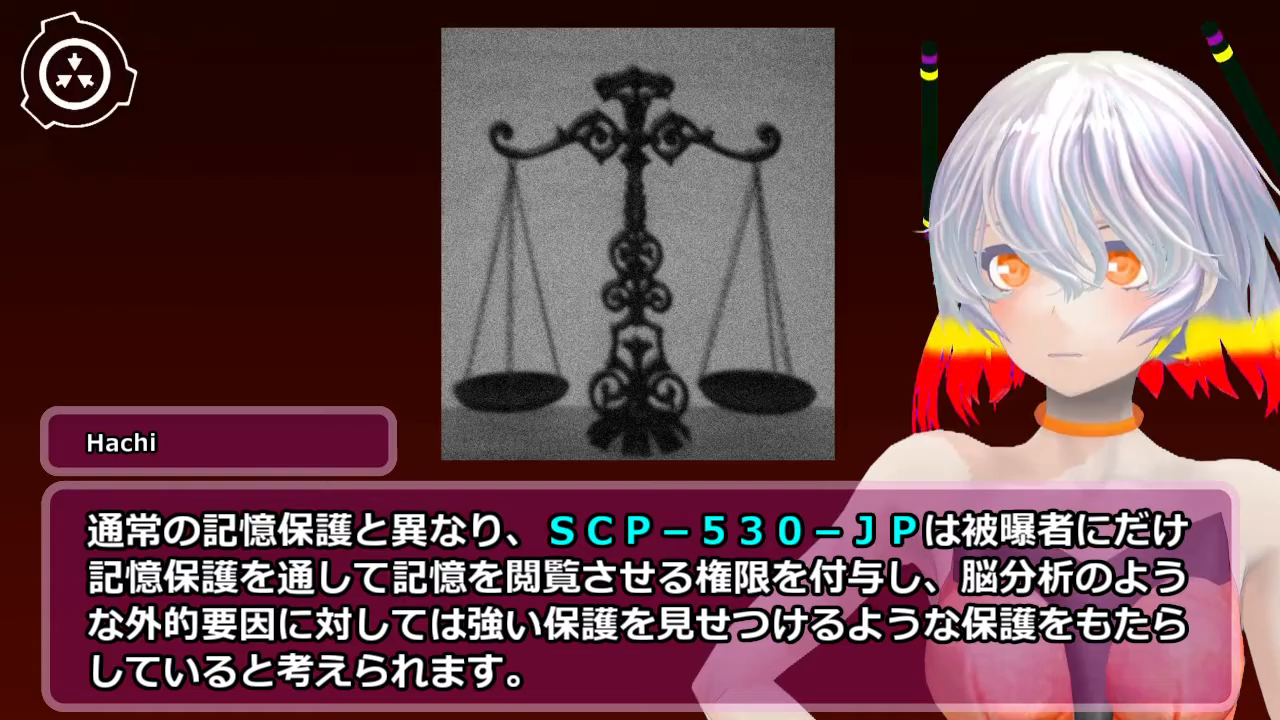 Hachi
通常の記憶保護と異なり、ＳＣＰ－５３０－ＪＰは被曝者にだけ
記憶保護を通して記憶を閲覧させる権限を付与し、脳分析のよう
な外的要因に対しては強い保護を見せつけるような保護をもたら
していると考えられます。